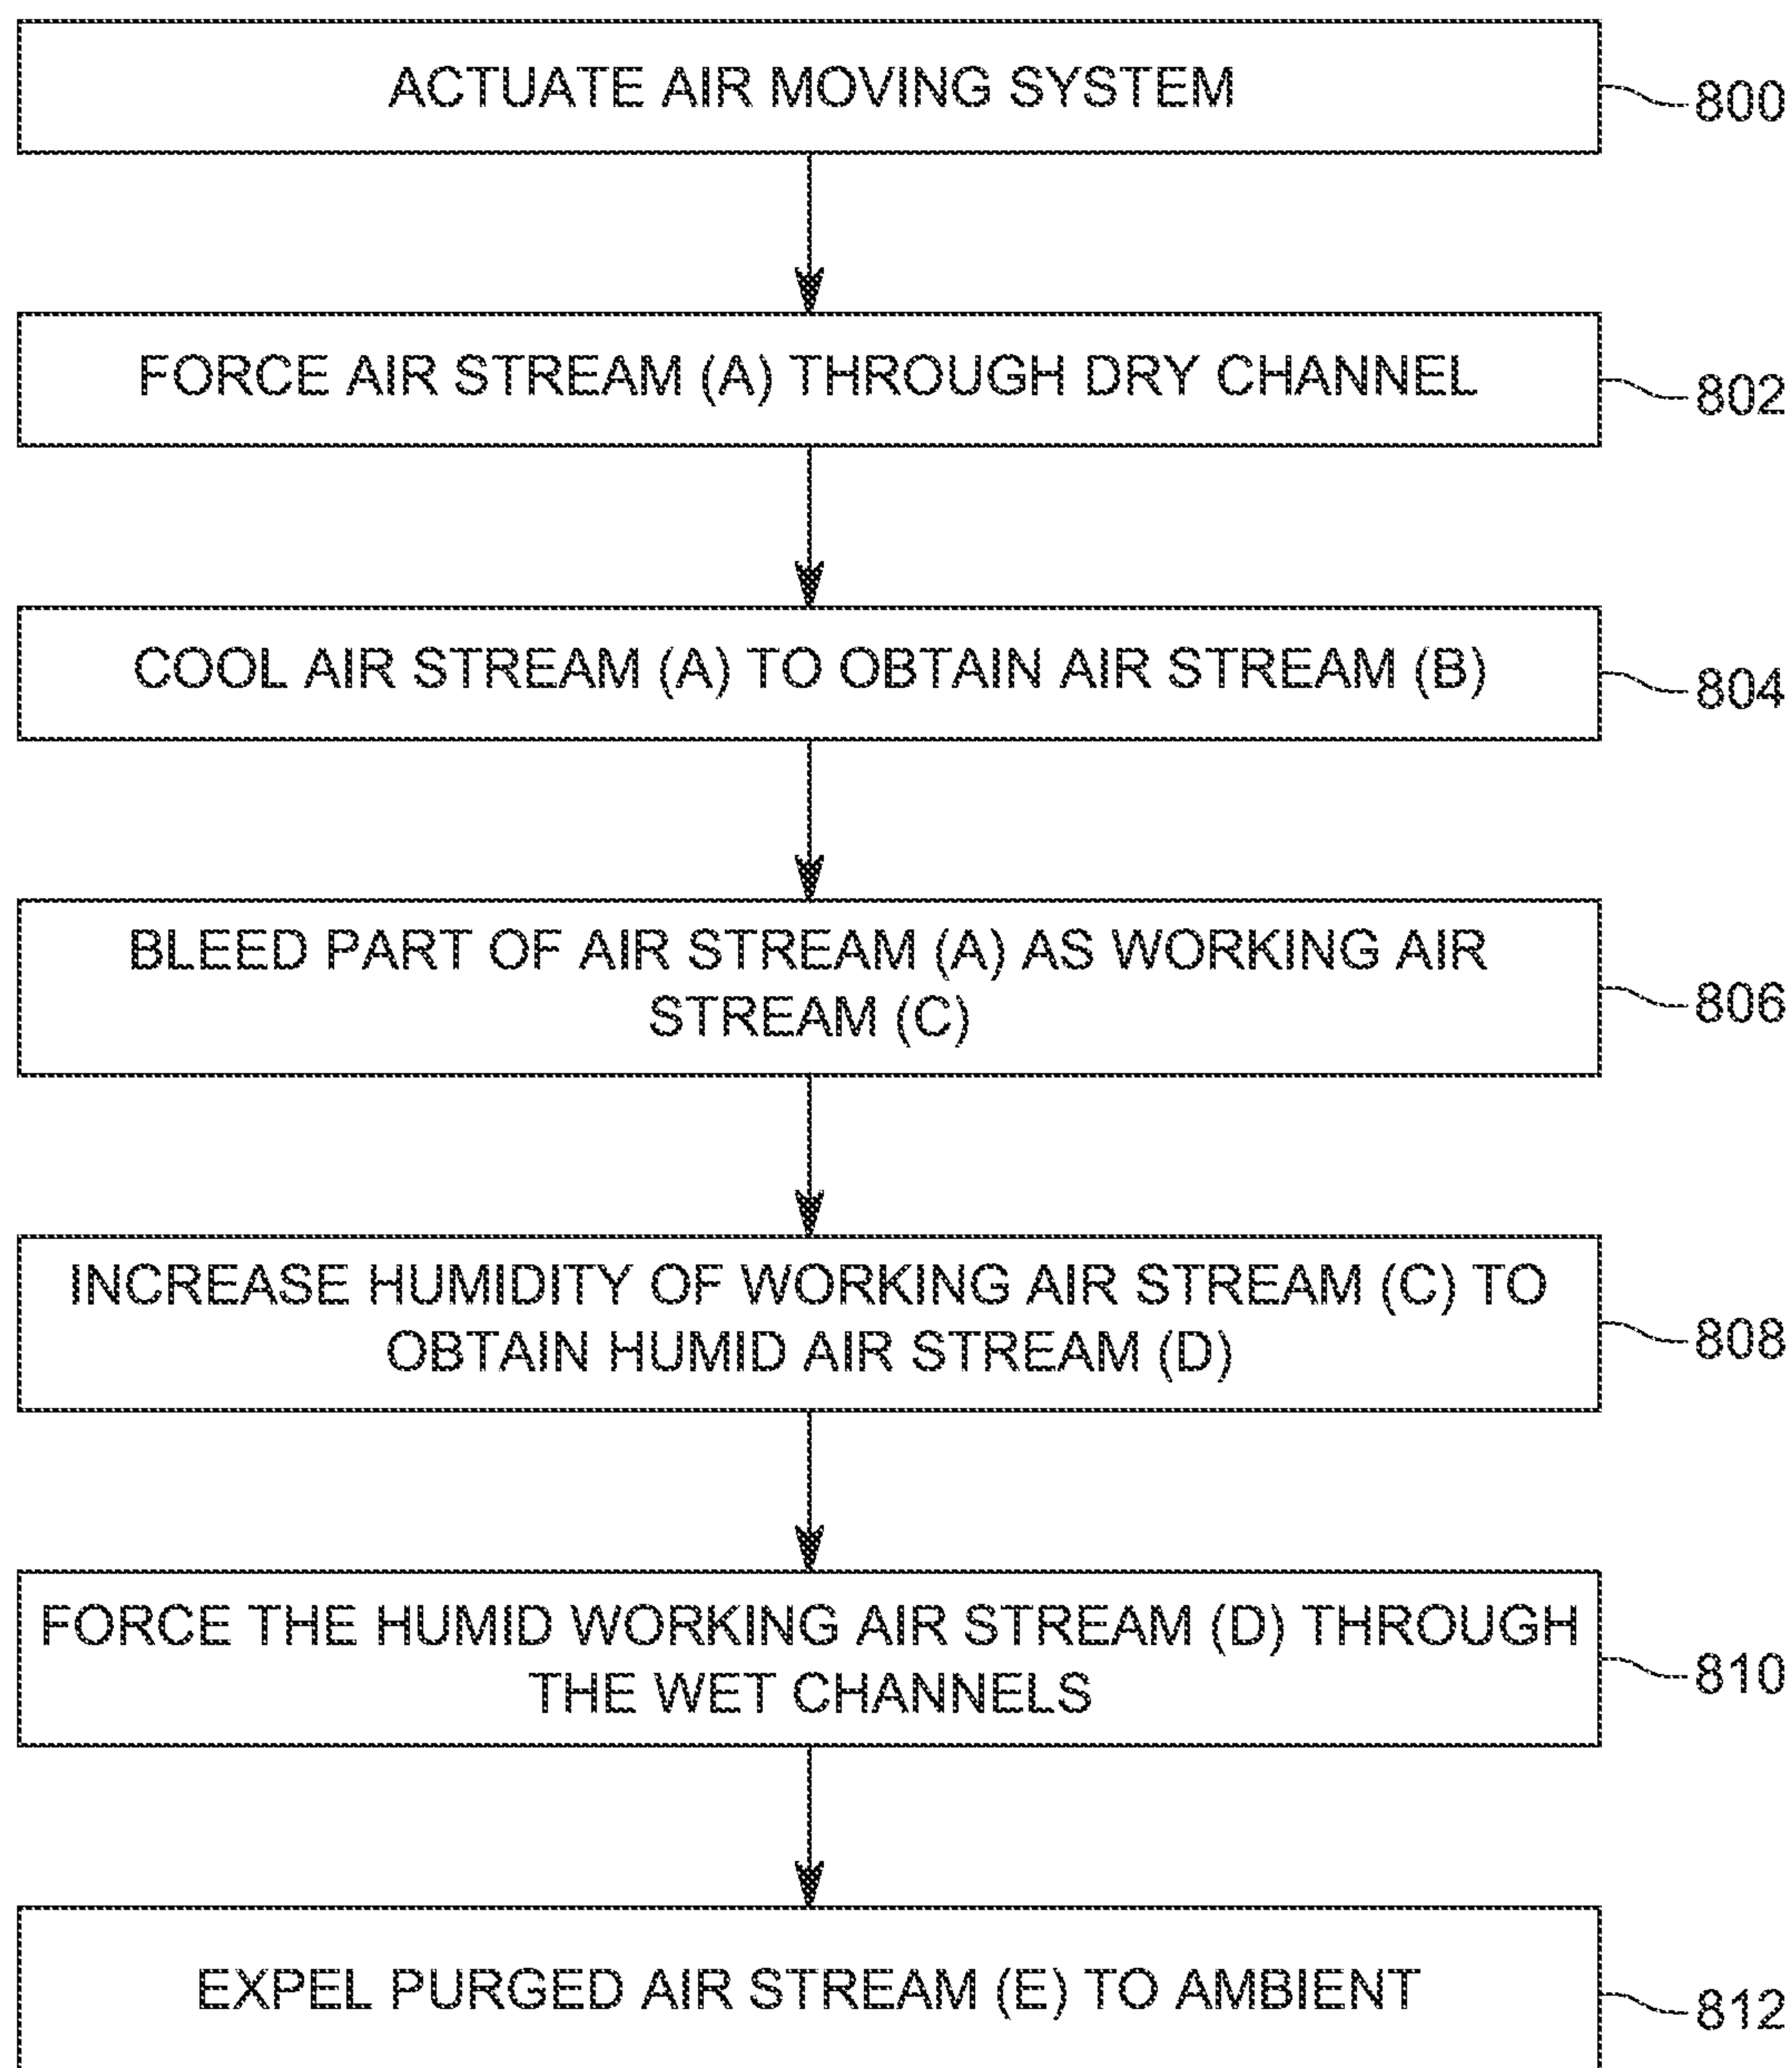 ACTUATE AIR MOVING SYSTEM
800
FORCE AIR STREAM (A) THROUGH DRY CHANNEL
802
COOL AIR STREAM (A) TO OBTAIN AIR STREAM (B)
804
BLEED PART OF AIR STREAM (A) AS WORKING AIR
STREAM (C)
806
INCREASE HUMIDITY OF WORKING AIR STREAM (C) TO
OBTAIN HUMID AIR STREAM (D)
808
FORCE THE HUMID WORKING AIR STREAM (D) THROUGH
THE WET CHANNELS
810
EXPEL PURGED AIR STREAM (E) TO AMBIENT
812